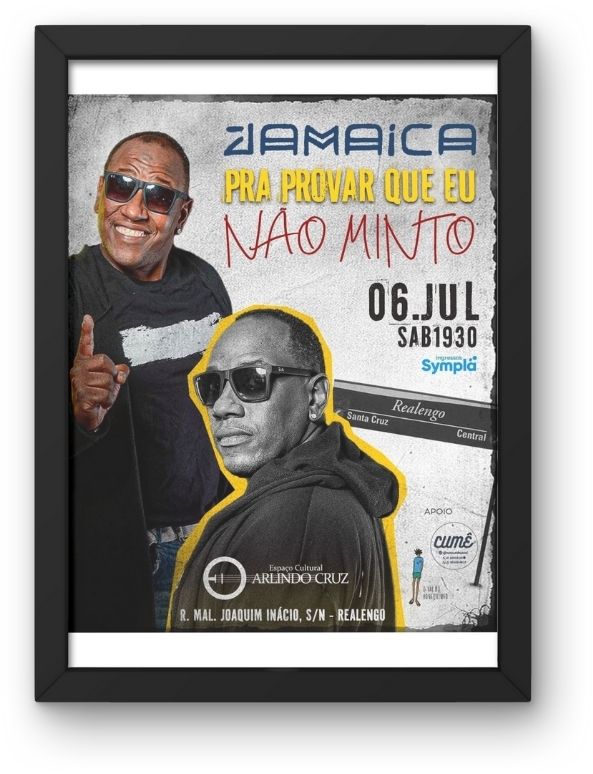 JAMAICA
PRA PROVAR QUE EU
NÃO MINTO
06.JUL
SAB1930
ingressos
Sympla
Realengo
Santa Cruz
Central
APOIO
cumê
Espaço Cultural
ARLINDO CRUZ
R. MAL. JOAQUIM INÁCIO, S/N - REALENGO